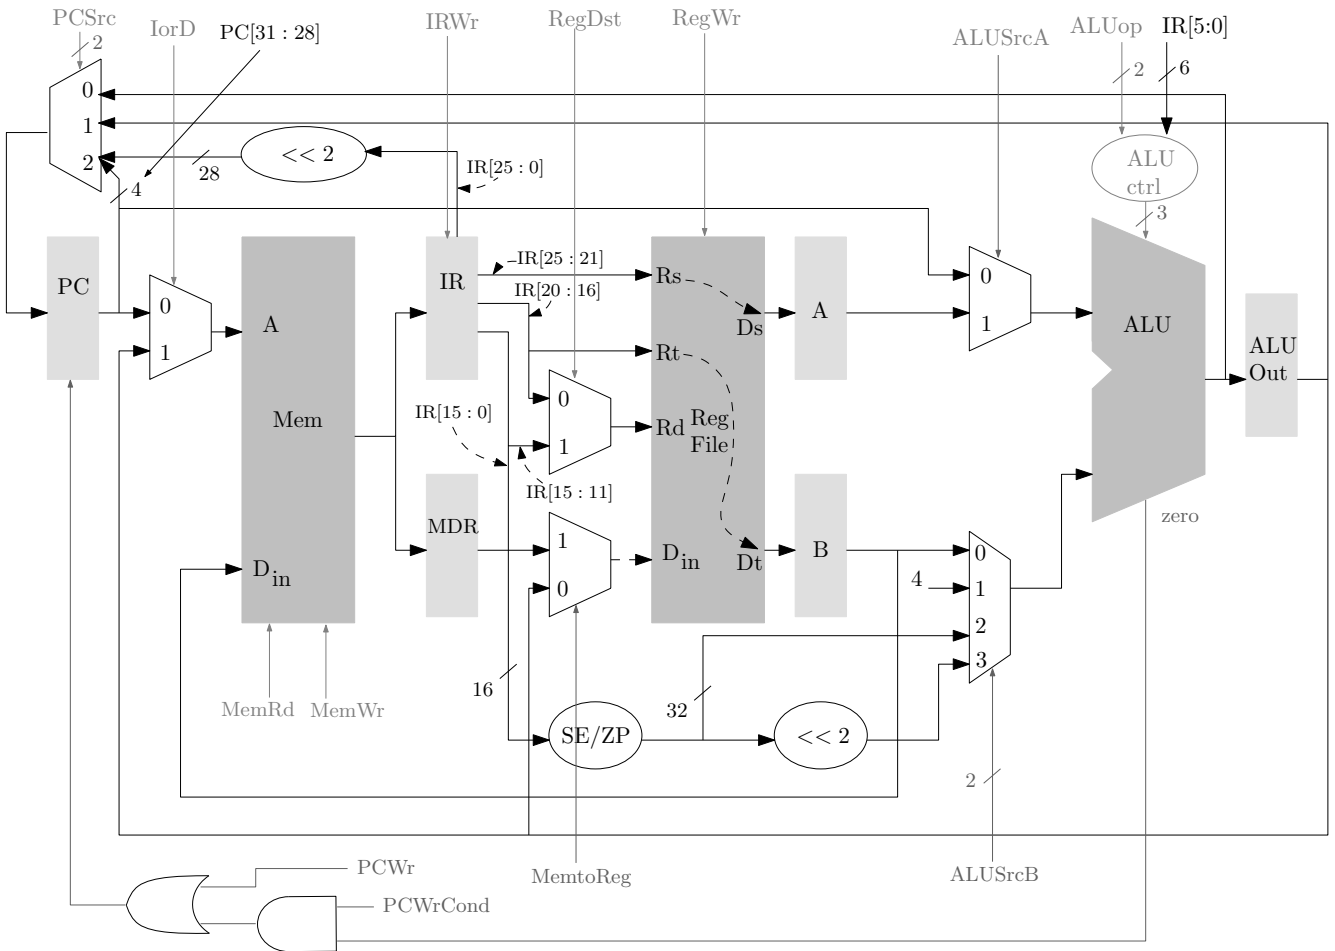 PCSrc
IorD
PC[31 : 28]
IRWr
RegDst
RegWr
ALUSrcA
ALUop
IR[5:0]
2
2
6
0
1
2
<< 2
28
4
IR[25 : 0]
ALU
ctrl
3
PC
0
1
A
Mem
D_in
IR
IR[25 : 21]
IR[20 : 16]
IR[15 : 0]
IR[15 : 11]
0
1
MDR
1
0
Rs
Ds
Rt
Rd
Reg
File
D_in
Dt
A
B
0
1
ALU
ALU
Out
zero
4
0
1
2
3
16
32
SE/ZP
<< 2
2
MemRd
MemWr
MemtoReg
ALUSrcB
PCWr
PCWrCond